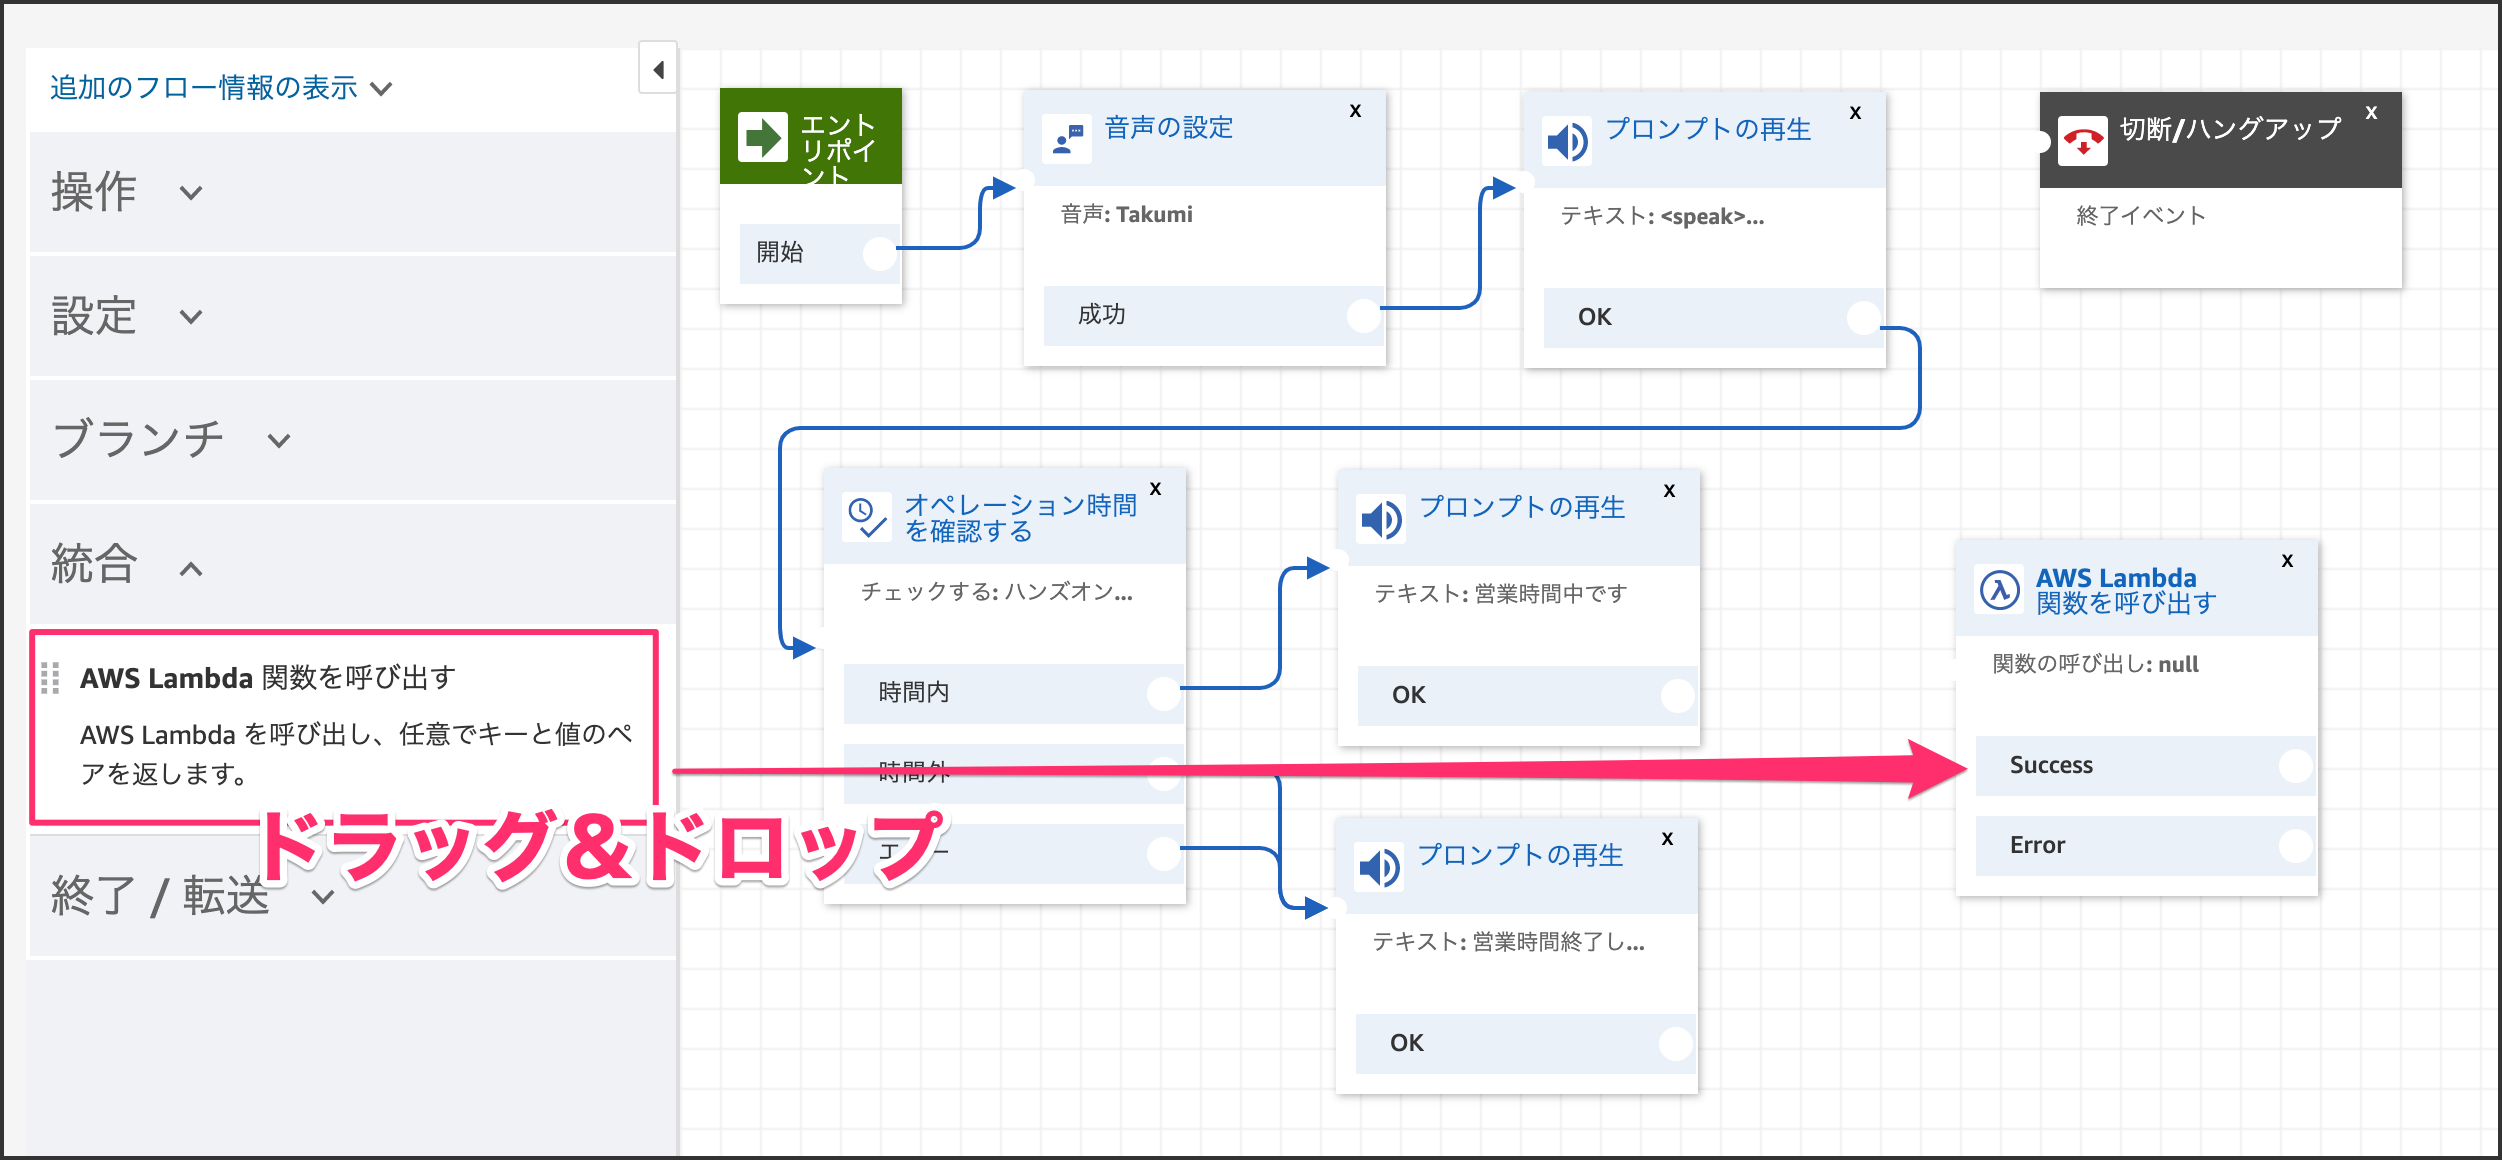 追加のフロー情報の表示
操作
設定
ブランチ
統合
AWS Lambda 関数を呼び出す
AWS Lambda を呼び出し、任意でキーと値のペ
アを返します。
ドラッグ&ドロップ
終了 / 転送
エント
リポイ
ント
開始
音声の設定
X
音声: Takumi
成功
プロンプトの再生
X
テキスト: <speak>...
OK
切断/ハングアップ
X
終了イベント
オペレーション時間
を確認する
X
チェックする: ハンズオン...
時間内
時間外
エラー
プロンプトの再生
X
テキスト: 営業時間中です
OK
プロンプトの再生
X
テキスト: 営業時間終了し...
OK
AWS Lambda
関数を呼び出す
X
関数の呼び出し: null
Success
Error